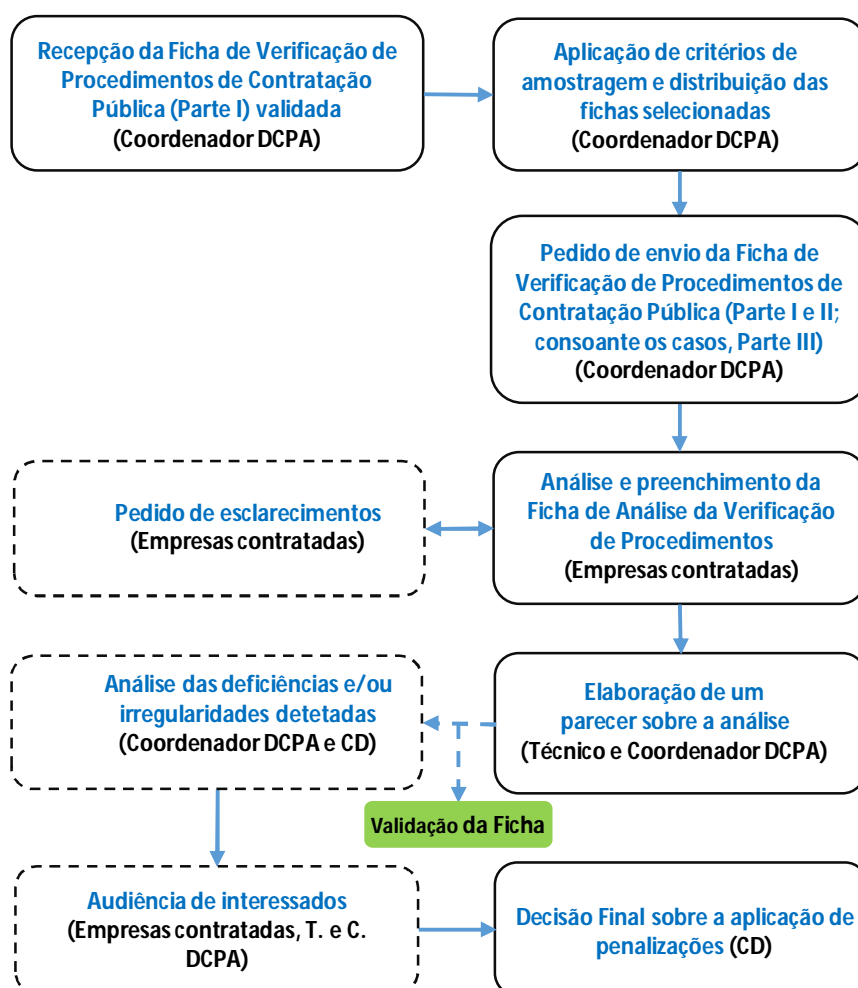 Recepção da Ficha de Verificação de
Procedimentos de Contratação
Pública (Parte I) validada
(Coordenador DCPA)
Aplicação de critérios de
amostragem e distribuição das
fichas selecionadas
(Coordenador DCPA)
Pedido de envio da Ficha de
Verificação de Procedimentos de
Contratação Pública (Parte I e II;
consoante os casos, Parte III)
(Coordenador DCPA)
Análise e preenchimento da
Ficha de Análise da Verificação
de Procedimentos
(Empresas contratadas)
Pedido de esclarecimentos
(Empresas contratadas)
Elaboração de um
parecer sobre a análise
(Técnico e Coordenador DCPA)
Análise das deficiências e/ou
irregularidades detetadas
(Coordenador DCPA e CD)
Validação da Ficha
Audiência de interessados
(Empresas contratadas, T. e C.
DCPA)
Decisão Final sobre a aplicação de
penalizações (CD)